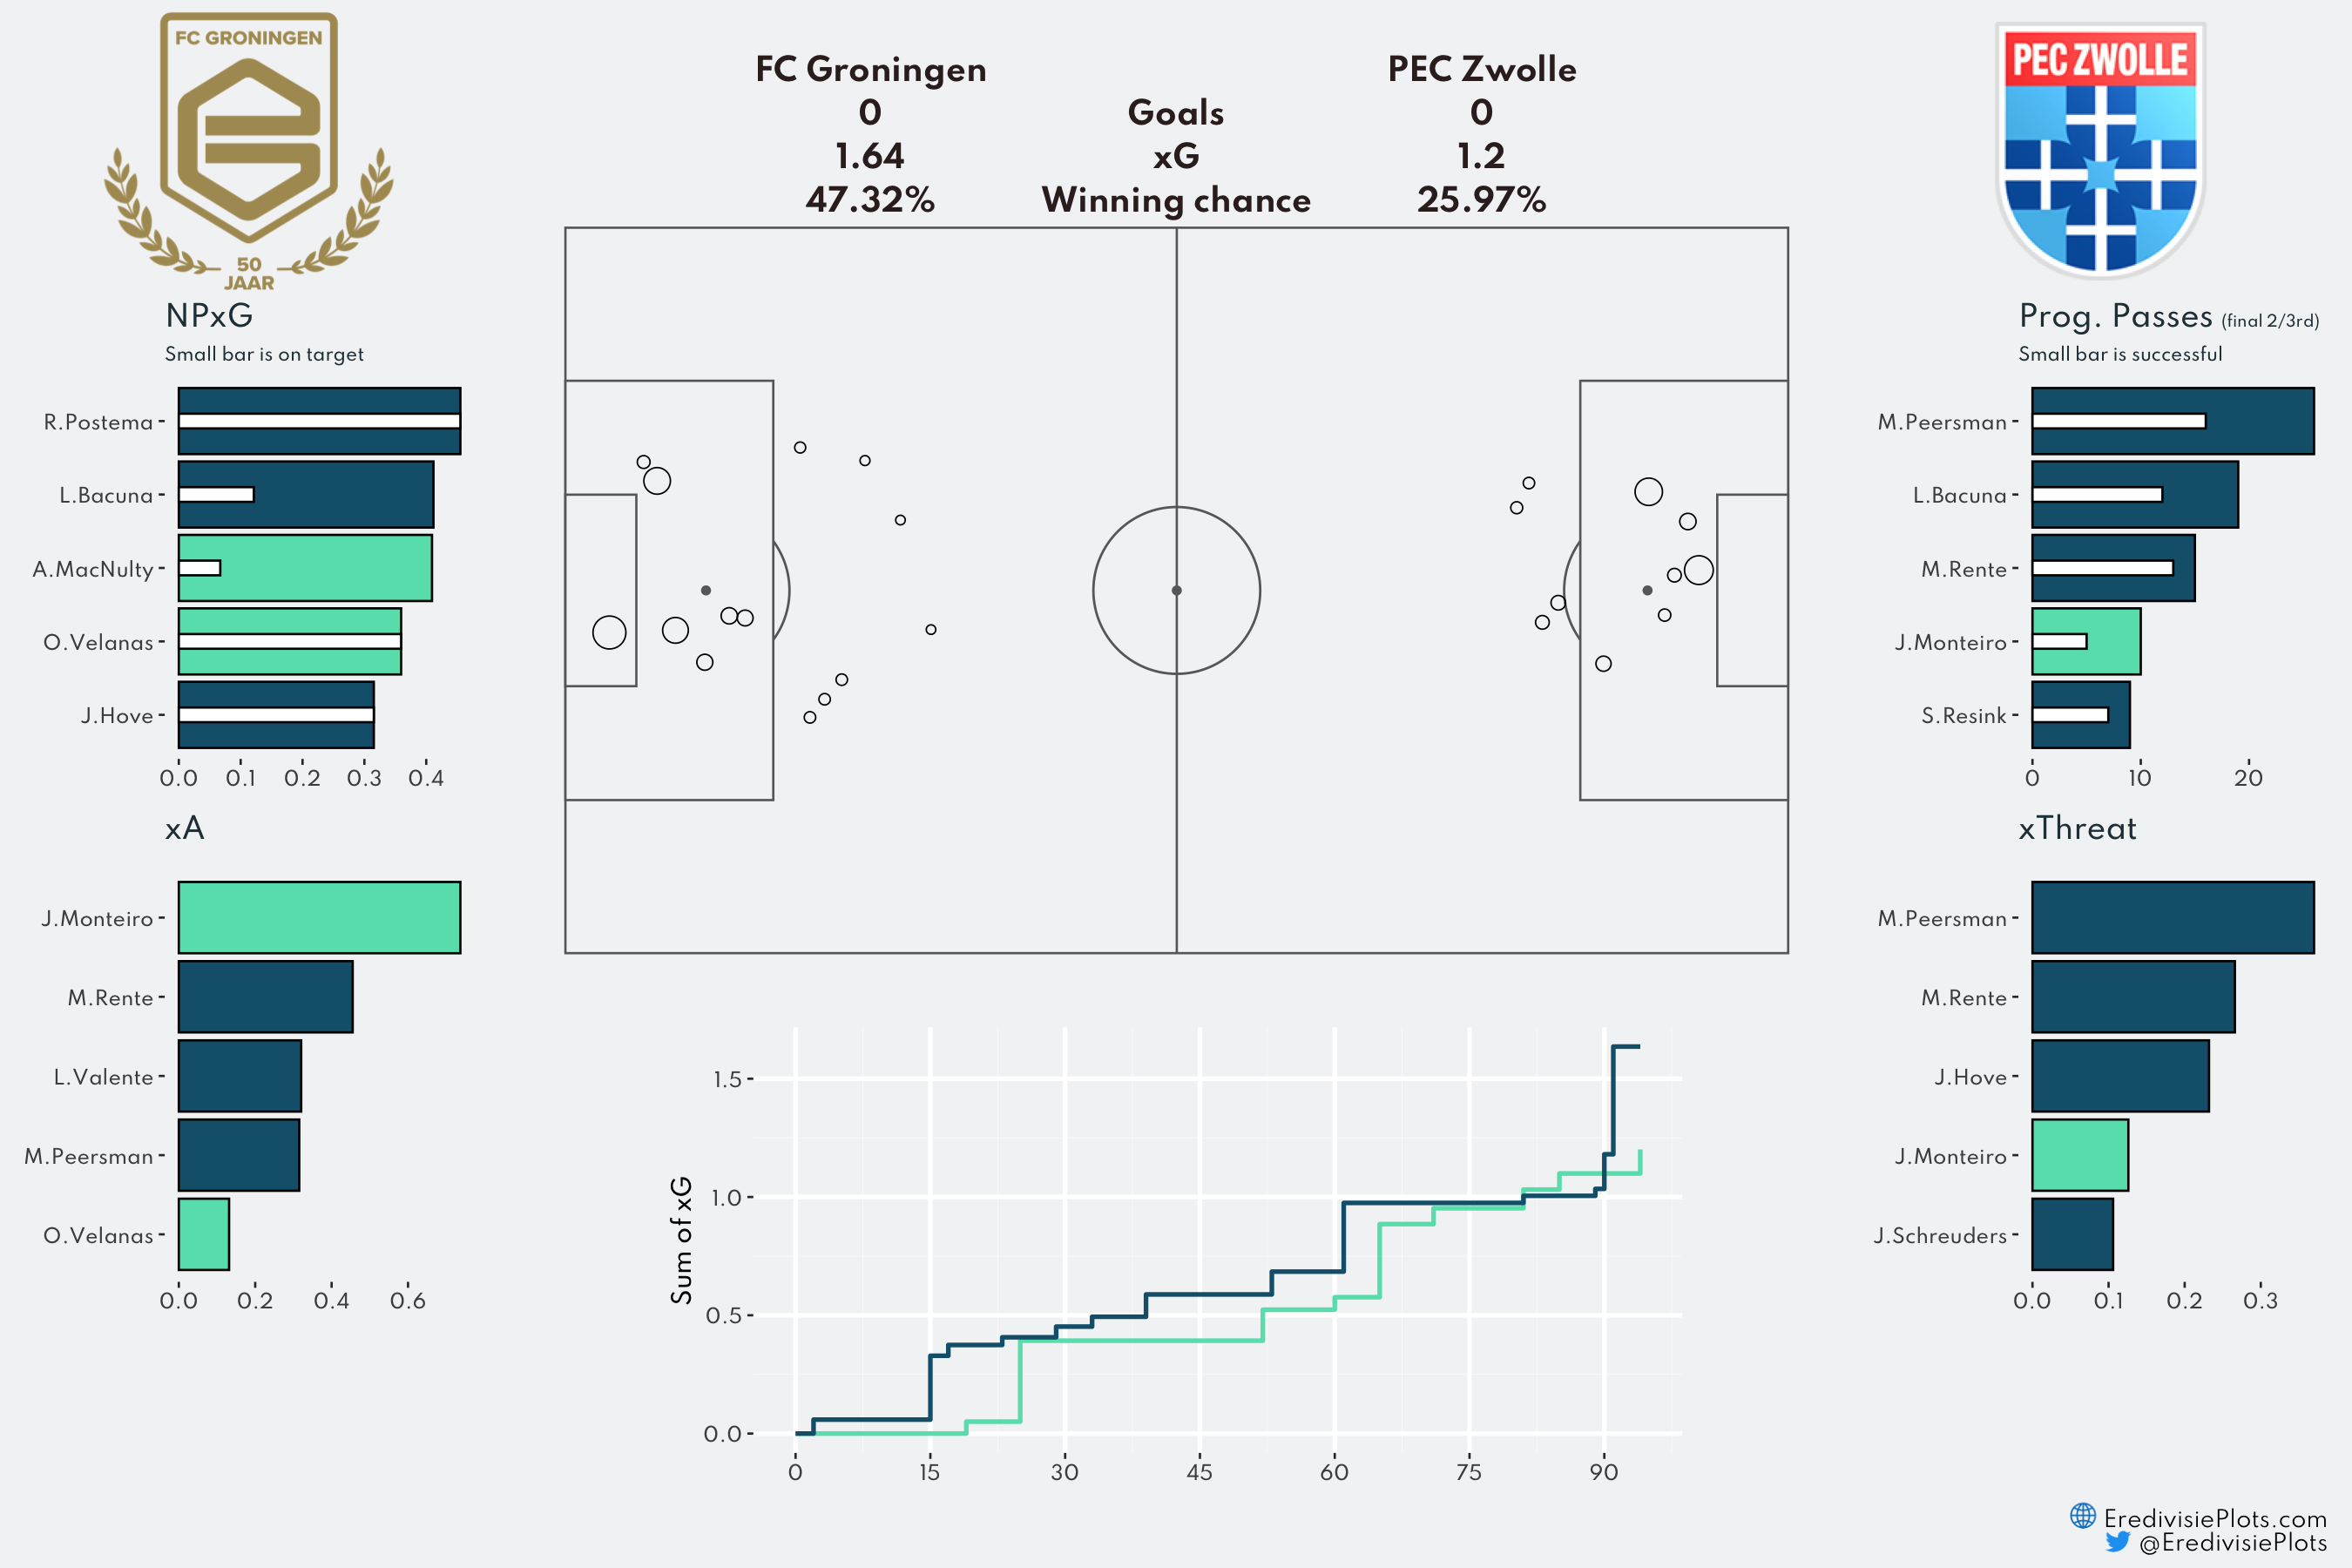 FC GRONINGEN
50
JAAR
PEC ZWOLLE
FC Groningen PEC Zwolle
0 Goals 0
1.64 xG 1.2
47.32% Winning chance 25.97%
NPxG
Small bar is on target
R.Postema
L.Bacuna
A.MacNulty
O.Velanas
J.Hove
0.0 0.1 0.2 0.3 0.4
xA
J.Monteiro
M.Rente
L.Valente
M.Peersman
O.Velanas
0.0 0.2 0.4 0.6
Sum of xG
1.5
1.0
0.5
0.0
0 15 30 45 60 75 90
Prog. Passes (final 2/3rd)
Small bar is successful
M.Peersman
L.Bacuna
M.Rente
J.Monteiro
S.Resink
0 10 20
xThreat
M.Peersman
M.Rente
J.Hove
J.Monteiro
J.Schreuders
0.0 0.1 0.2 0.3
EredivisiePlots.com
@EredivisiePlots